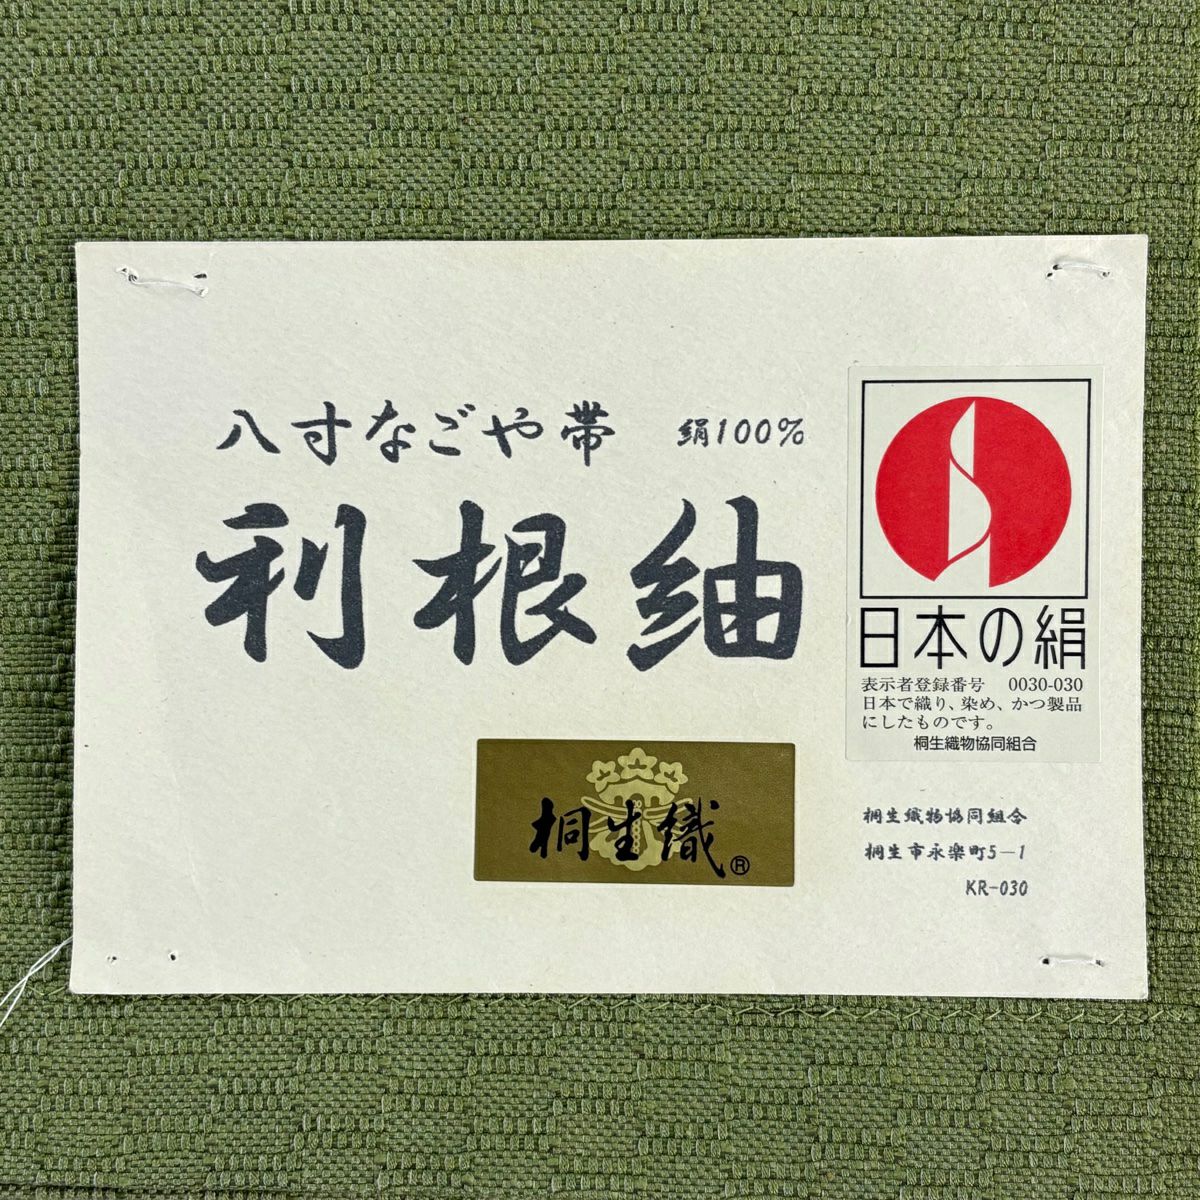 八寸なごや帯 絹100%
利根紬
桐生織®
日本の絹
表示者登録番号 0030-030
日本で織り、染め、かつ製品
にしたものです。
桐生織物協同組合
桐生織物協同組合
桐生市永楽町5-1
KR-030